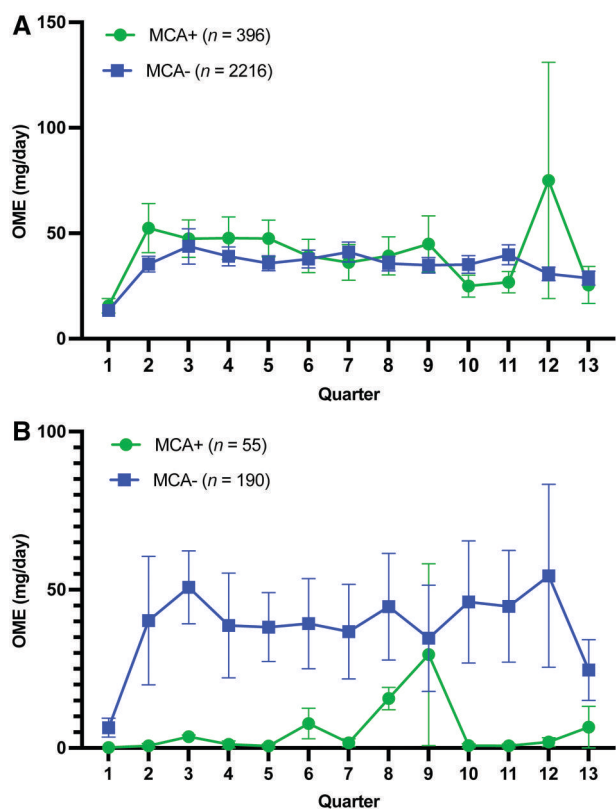 A
150
MCA+ (n = 396)
MCA- (n = 2216)
100
50
0
OME (mg/day)
1 2 3 4 5 6 7 8 9 10 11 12 13
Quarter
B
100
MCA+ (n = 55)
MCA- (n = 190)
50
0
OME (mg/day)
1 2 3 4 5 6 7 8 9 10 11 12 13
Quarter